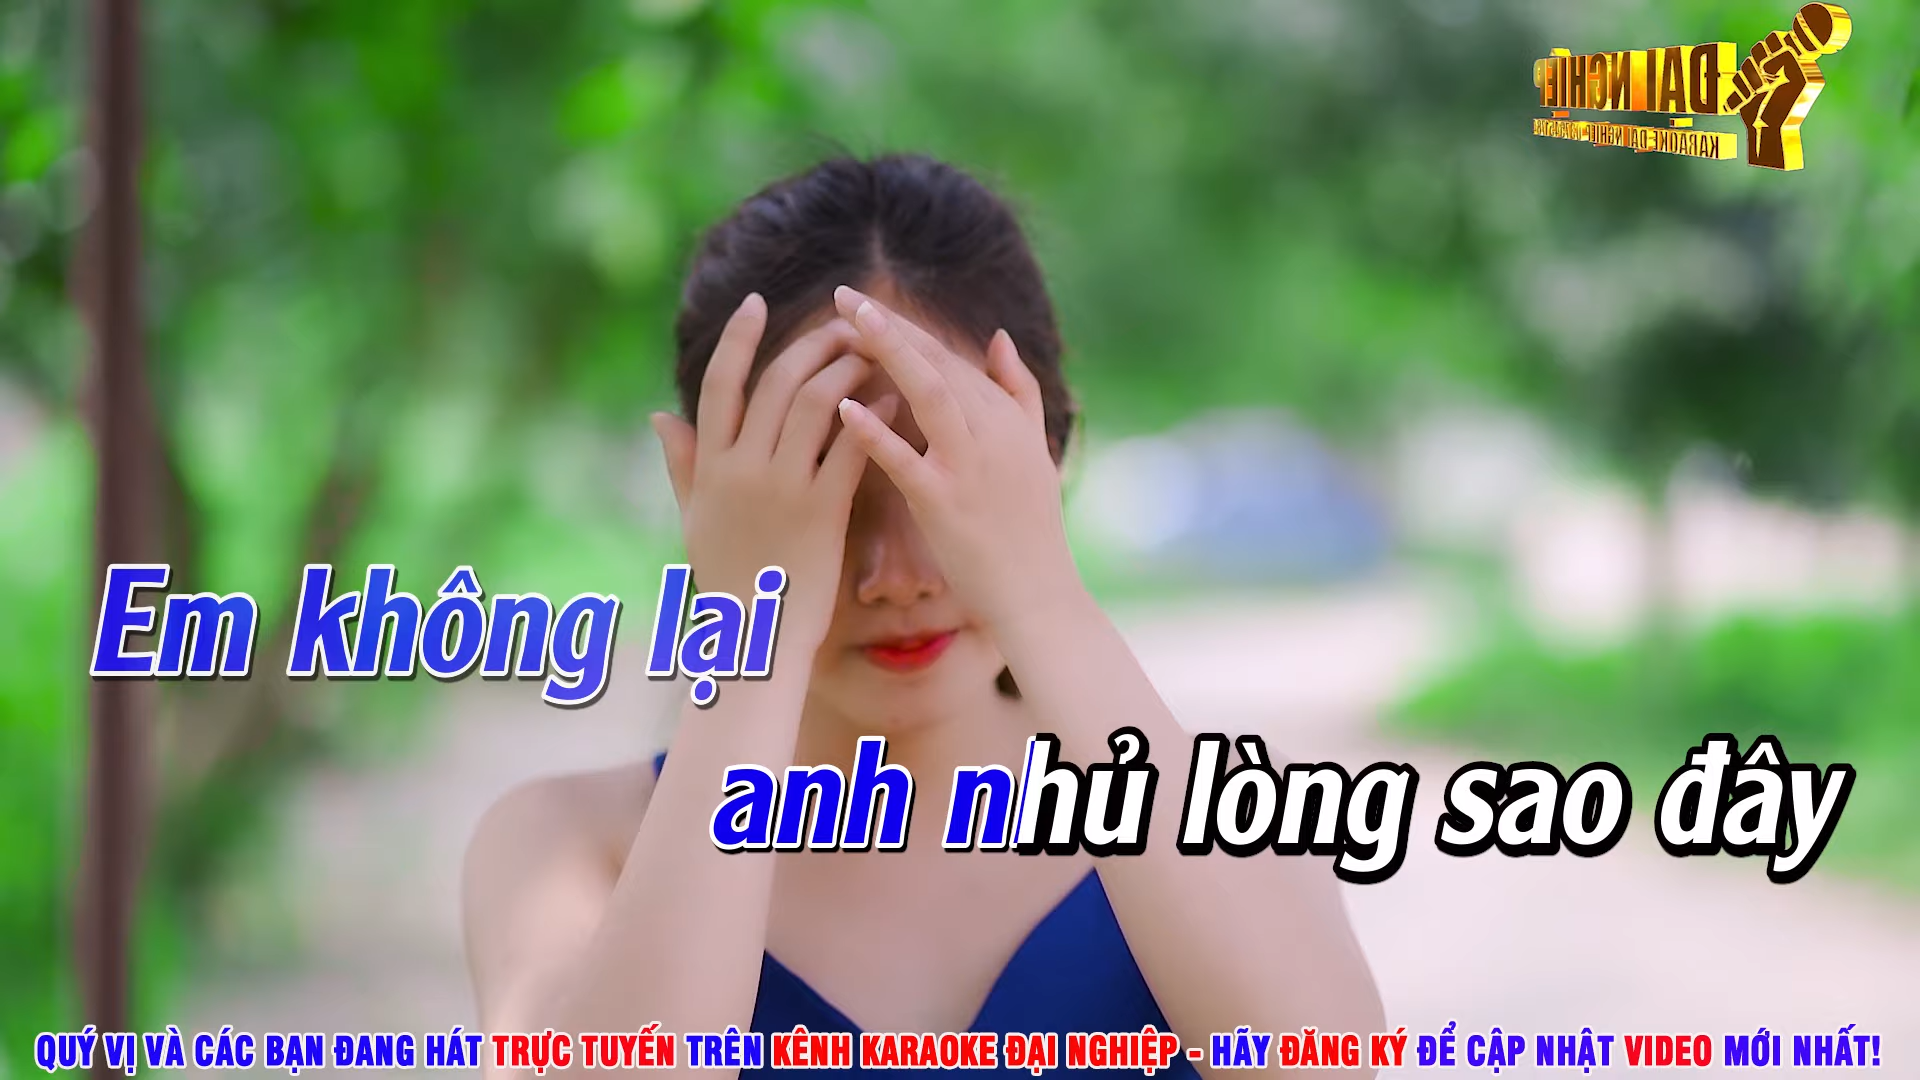 ĐẠI NGHIỆP
Em không lại
anh nhủ lòng sao đây
QUÝ VỊ VÀ CÁC BẠN ĐANG HÁT TRỰC TUYẾN TRÊN KÊNH KARAOKE ĐẠI NGHIỆP - HÃY ĐĂNG KÝ ĐỂ CẬP NHẬT VIDEO MỚI NHẤT!